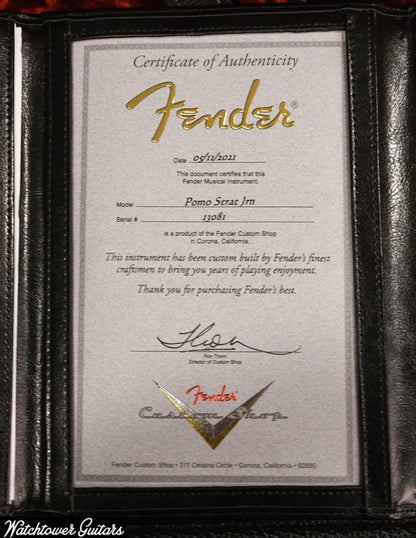 Certificate of Authenticity
Fender®
Date 05/11/2021
This document certifies that this
Fender Musical Instrument,
Model Pomo Strat Jrn
Serial # 13081
is a product of the Fender Custom Shop
in Corona, California.
This instrument has been custom built by Fender's finest
craftsmen to bring you years of playing enjoyment.
Thank you for purchasing Fender's best.
Ron Thorn
Director of Custom Shop
Fender
Custom Shop
Fender Custom Shop • 311 Cessna Circle • Corona, California • 92880
Watchtower Guitars